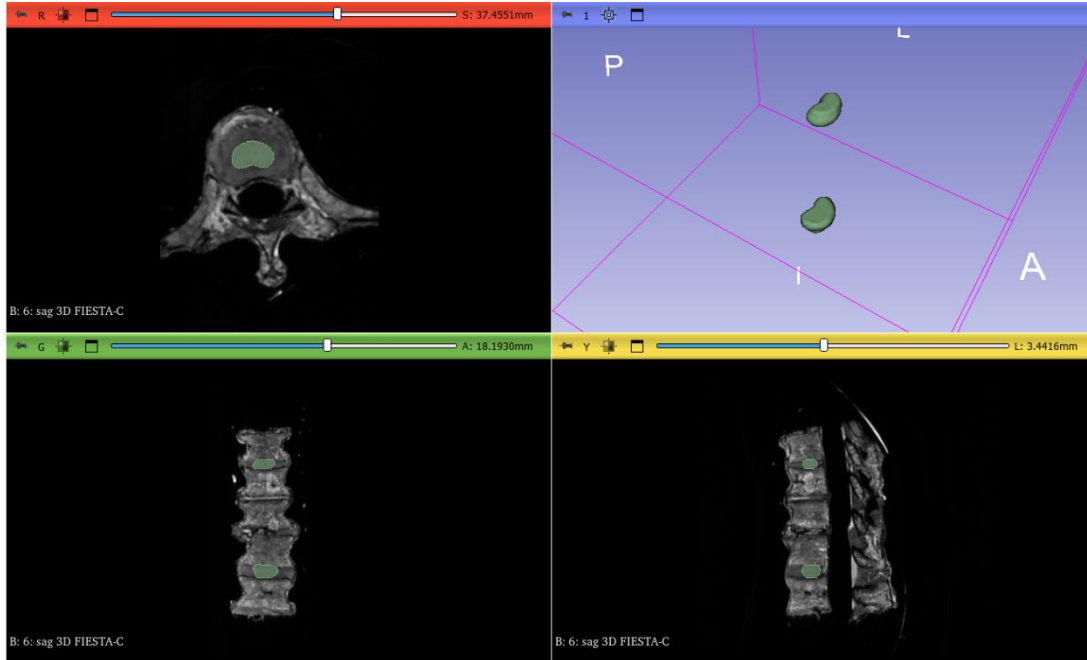 R S: 37.4551mm
1
B: 6: sag 3D FIESTA-C
P L
I A
G A: 18.1930mm
Y L: 3.4416mm
B: 6: sag 3D FIESTA-C
B: 6: sag 3D FIESTA-C